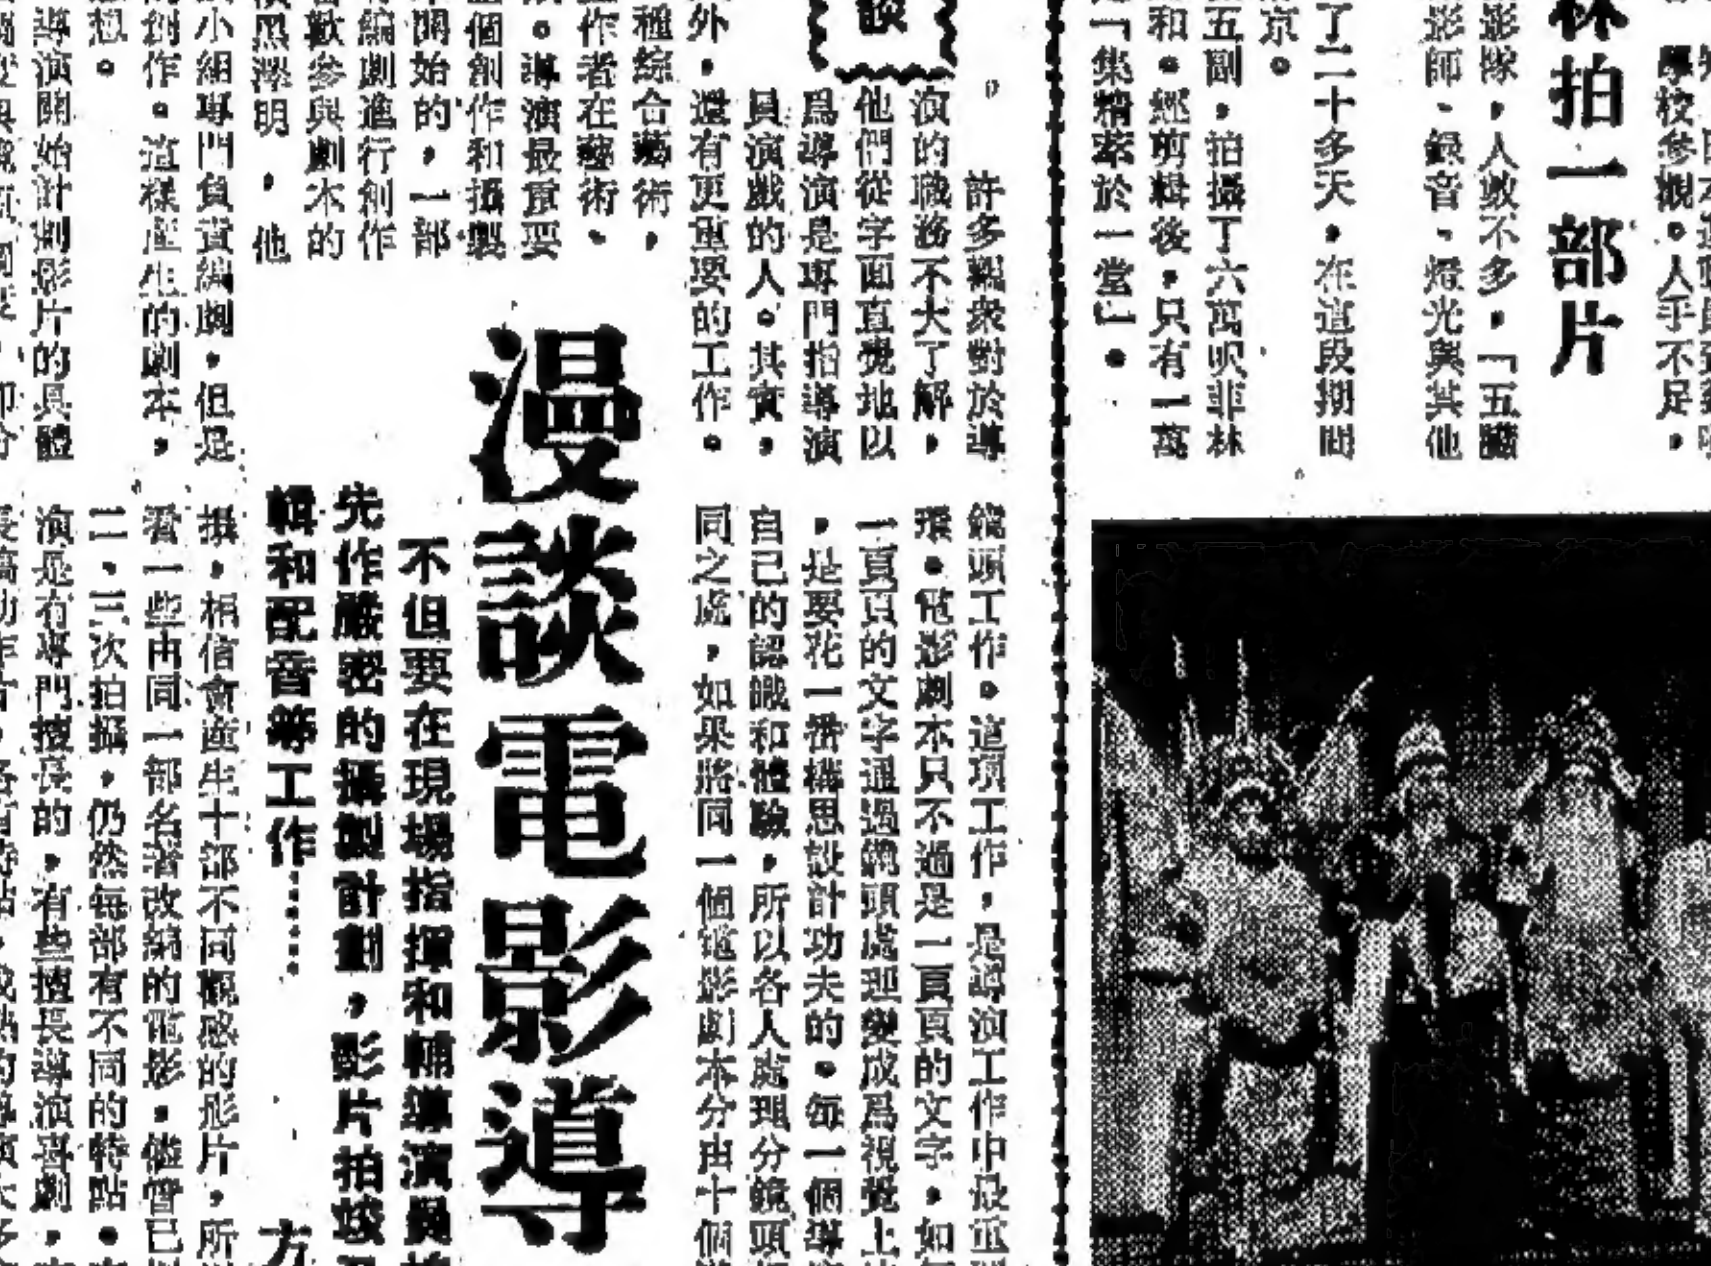 學校參觀。人手不足，
林拍一部片
影隊，人數不多，「五臟
影師、錄音、燈光與其他
了二十多天，在這段期間
京。
五副，拍攝了六萬呎菲林
和。經剪輯後，只有一萬
「集精萃於一堂」。
談
許多觀衆對於導
演的職務不大了解，
他們從字面直覺地以
爲導演是專門指導演
員演戲的人。其實，
外，還有更重要的工作。
種綜合藝術，
作者在藝術、
。導演最重要
個創作和攝製
開始的，一部
編劇進行創作
歡參與劇本的
黑澤明，他
小組專門負責編劇，但是
創作。這樣產生的劇本，
想。
導演開始計劃影片的具體
鏡頭工作。這項工作，是導演工作中最重
環。電影劇本只不過是一頁頁的文字，如
一頁頁的文字通過鏡頭處理變成爲視覺上
，是要花一番構思設計功夫的。每一個導
自己的認識和體驗，所以各人處理分鏡頭
同之處，如果將同一個電影劇本分由十個
漫談電影導
不但要在現場指揮和輔導演員
先作嚴密的攝製計劃，影片拍竣
輯和配音等工作……
方
攝，相信會產生十部不同觀感的影片，所
看一些由同一部名著改編的電影，儘管已
二、三次拍攝，仍然每部有不同的特點。
演是有專門擅長的，有些擅長導演喜劇，